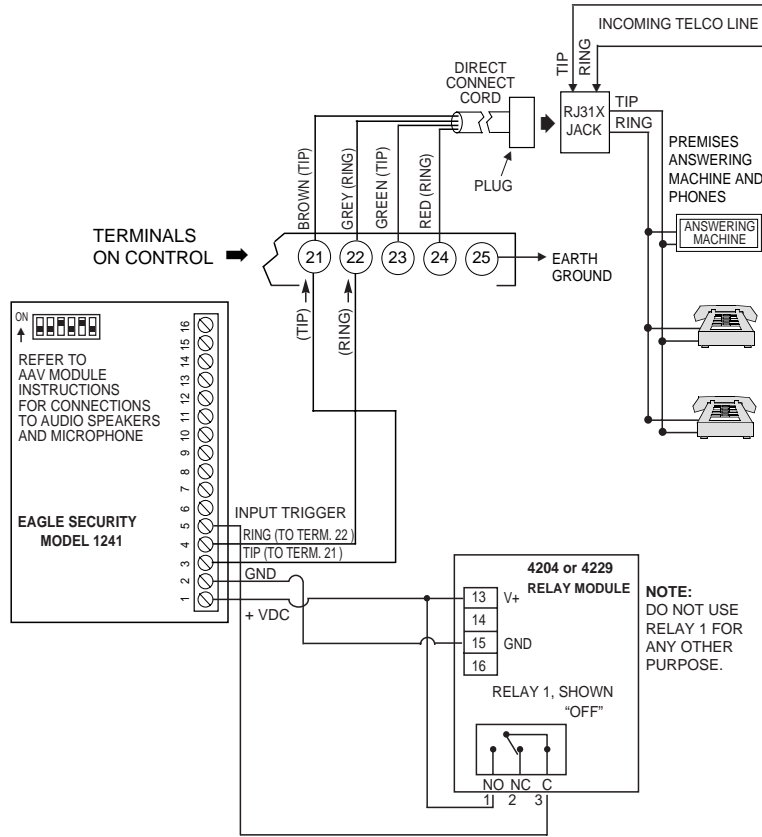 INCOMING TELCO LINE
TIP
RING
DIRECT
CONNECT
CORD
RJ31X
JACK
TIP
RING
PLUG
PREMISES
ANSWERING
MACHINE AND
PHONES
ANSWERING
MACHINE
BROWN (TIP)
GREY (RING)
GREEN (TIP)
RED (RING)
TERMINALS
ON CONTROL
21
22
23
24
25
EARTH
GROUND
(TIP)
(RING)
ON
REFER TO
AAV MODULE
INSTRUCTIONS
FOR CONNECTIONS
TO AUDIO SPEAKERS
AND MICROPHONE
EAGLE SECURITY
MODEL 1241
16
15
14
13
12
11
10
9
8
7
6
5
4
3
2
1
INPUT TRIGGER
RING (TO TERM. 22 )
TIP (TO TERM. 21 )
GND
+ VDC
4204 or 4229
RELAY MODULE
13 V+
14
15 GND
16
RELAY 1, SHOWN
“OFF”
NO NC C
1 2 3
NOTE:
DO NOT USE
RELAY 1 FOR
ANY OTHER
PURPOSE.